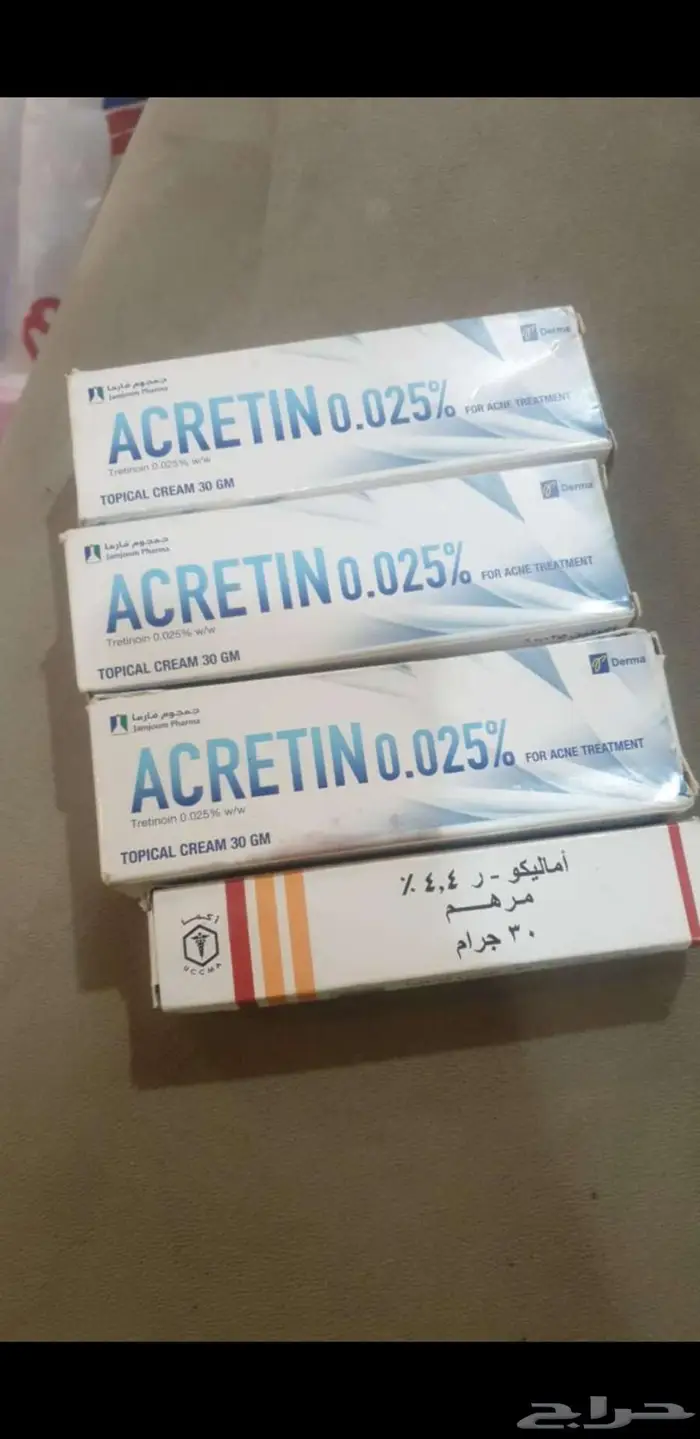 جمجوم فارما
Jamjoom Pharma
Derma
ACRETIN 0.025% FOR ACNE TREATMENT
Tretinoin 0.025% w/w
TOPICAL CREAM 30 GM
جمجوم فارما
Jamjoom Pharma
Derma
ACRETIN 0.025% FOR ACNE TREATMENT
Tretinoin 0.025% w/w
TOPICAL CREAM 30 GM
جمجوم فارما
Jamjoom Pharma
Derma
ACRETIN 0.025% FOR ACNE TREATMENT
Tretinoin 0.025% w/w
TOPICAL CREAM 30 GM
أماليكو - ر ٤,٤ ٪
مرهـــم
٣٠ جرام
UCCMA
حراج